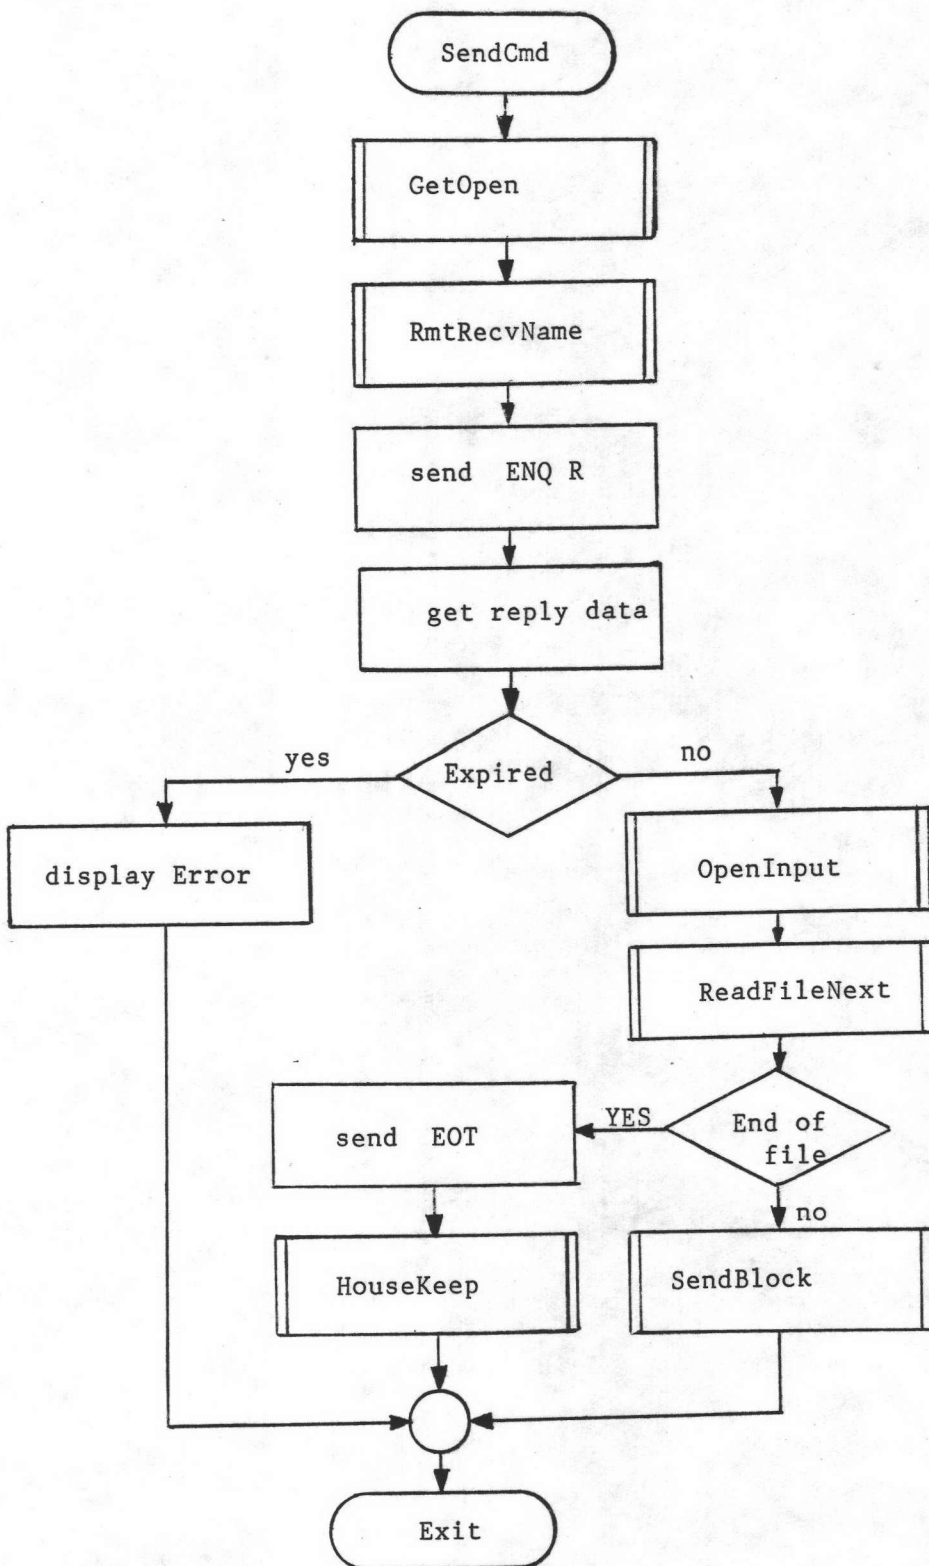 SendCmd
GetOpen
RmtRecvName
send ENQ R
get reply data
yes
Expired
no
display Error
OpenInput
ReadFileNext
send EOT
YES
End of
file
no
HouseKeep
SendBlock
Exit